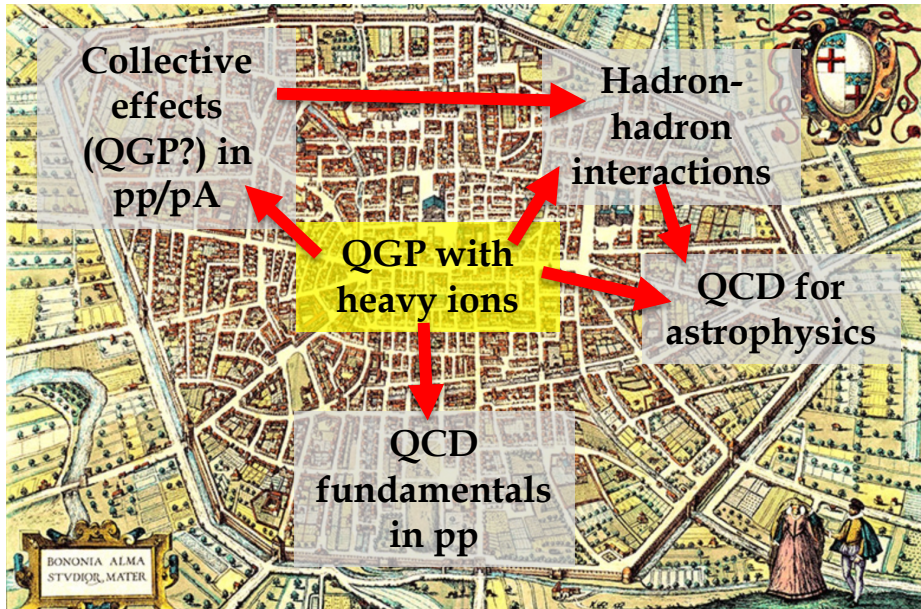 Collective
effects
(QGP?) in
pp/pA
Hadron-
hadron
interactions
QGP with
heavy ions
QCD for
astrophysics
QCD
fundamentals
in pp
BONONIA ALMA
STVDIOR, MATER